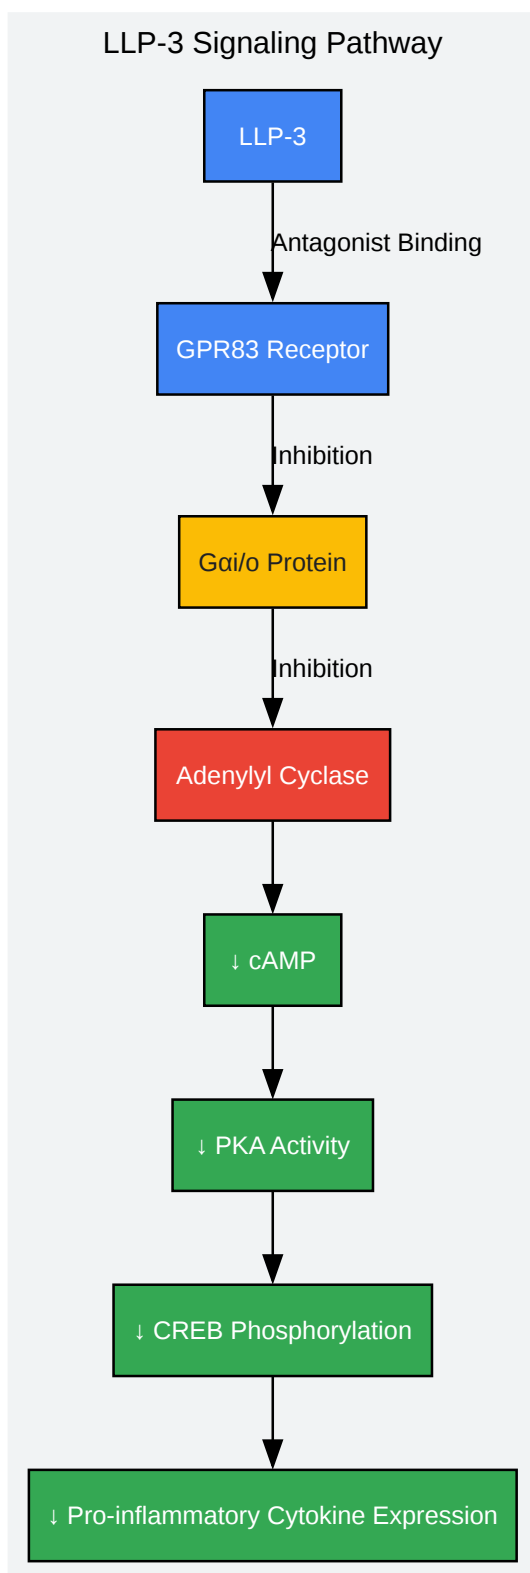 LLP-3 Signaling Pathway
LLP-3
Antagonist Binding
GPR83 Receptor
Inhibition
Gαi/o Protein
Inhibition
Adenylyl Cyclase
↓ cAMP
↓ PKA Activity
↓ CREB Phosphorylation
↓ Pro-inflammatory Cytokine Expression